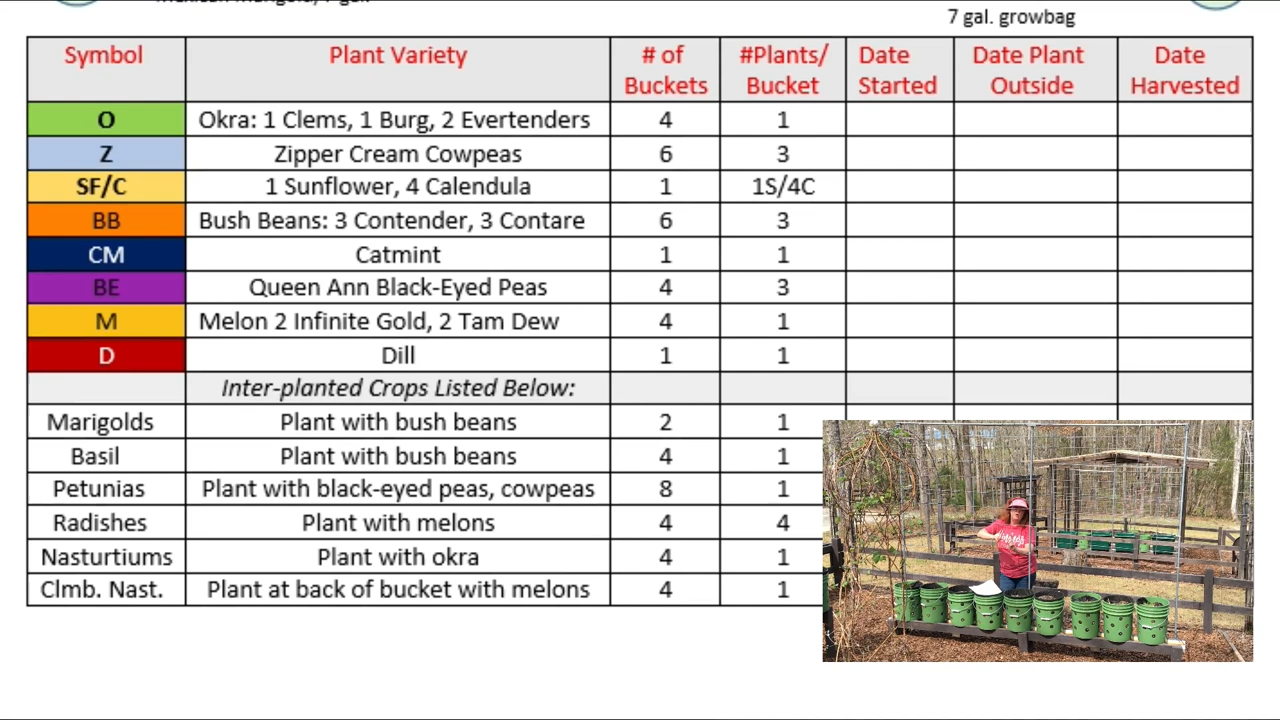 Mexican Marigold, 7 gall
7 gal. growbag
Symbol Plant Variety # of Buckets #Plants/ Bucket Date Started Date Plant Outside Date Harvested
O Okra: 1 Clems, 1 Burg, 2 Evertenders 4 1
Z Zipper Cream Cowpeas 6 3
SF/C 1 Sunflower, 4 Calendula 1 1S/4C
BB Bush Beans: 3 Contender, 3 Contare 6 3
CM Catmint 1 1
BE Queen Ann Black-Eyed Peas 4 3
M Melon 2 Infinite Gold, 2 Tam Dew 4 1
D Dill 1 1
Inter-planted Crops Listed Below:
Marigolds Plant with bush beans 2 1
Basil Plant with bush beans 4 1
Petunias Plant with black-eyed peas, cowpeas 8 1
Radishes Plant with melons 4 4
Nasturtiums Plant with okra 4 1
Clmb. Nast. Plant at back of bucket with melons 4 1